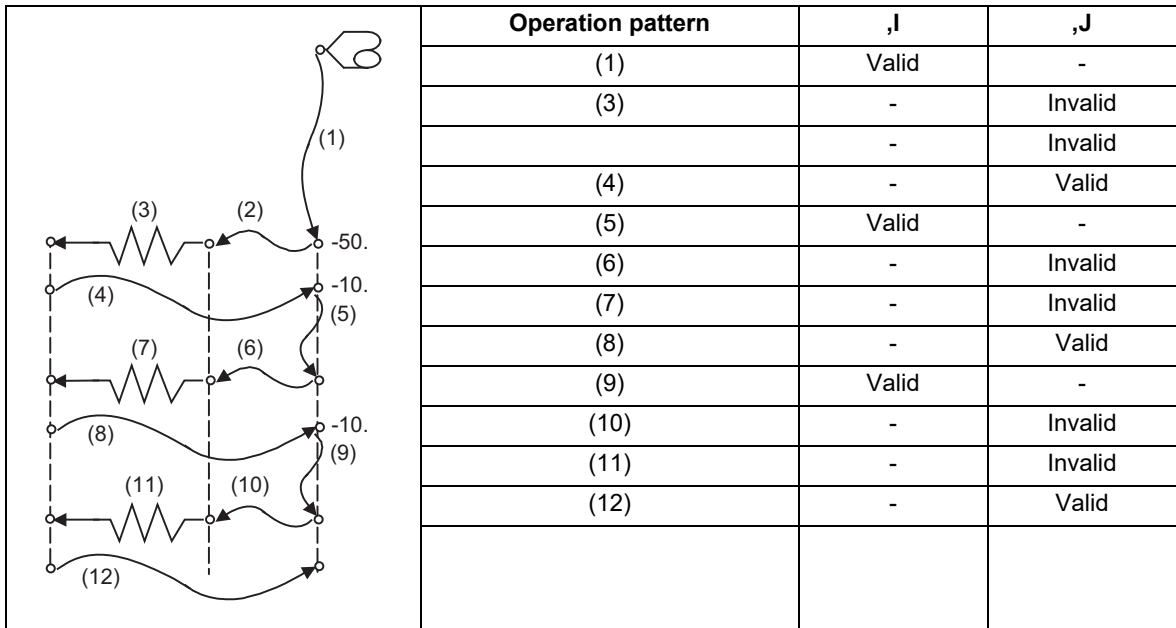 Operation pattern ,I ,J
(1) Valid -
(3) - Invalid
- Invalid
(4) - Valid
(5) Valid -
(6) - Invalid
(7) - Invalid
(8) - Valid
(9) Valid -
(10) - Invalid
(11) - Invalid
(12) - Valid
(1)
(3) (2)
-50.
(4) -10.
(5)
(7) (6)
(8) -10.
(9)
(11) (10)
(12)